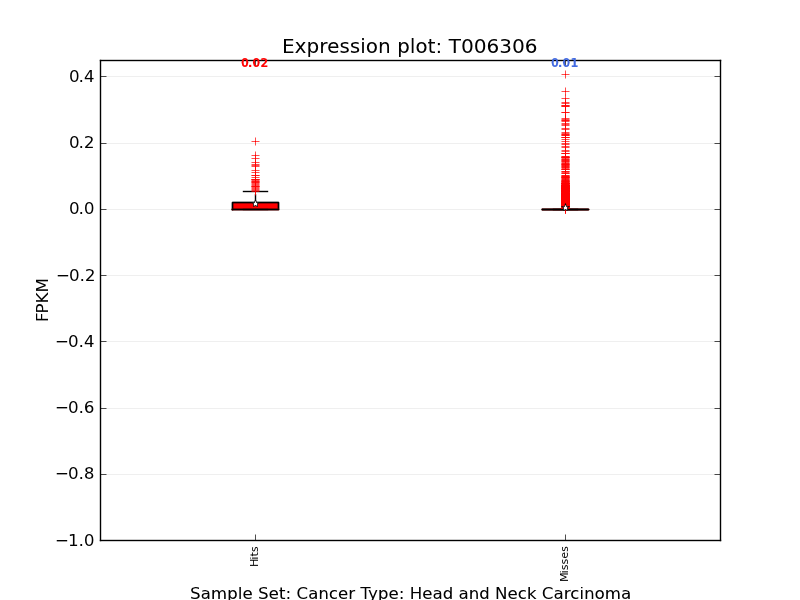 Expression plot: T006306
0.02
0.01
0.4
0.2
0.0
−0.2
−0.4
−0.6
−0.8
−1.0
FPKM
Hits
Misses
Sample Set: Cancer Type: Head and Neck Carcinoma